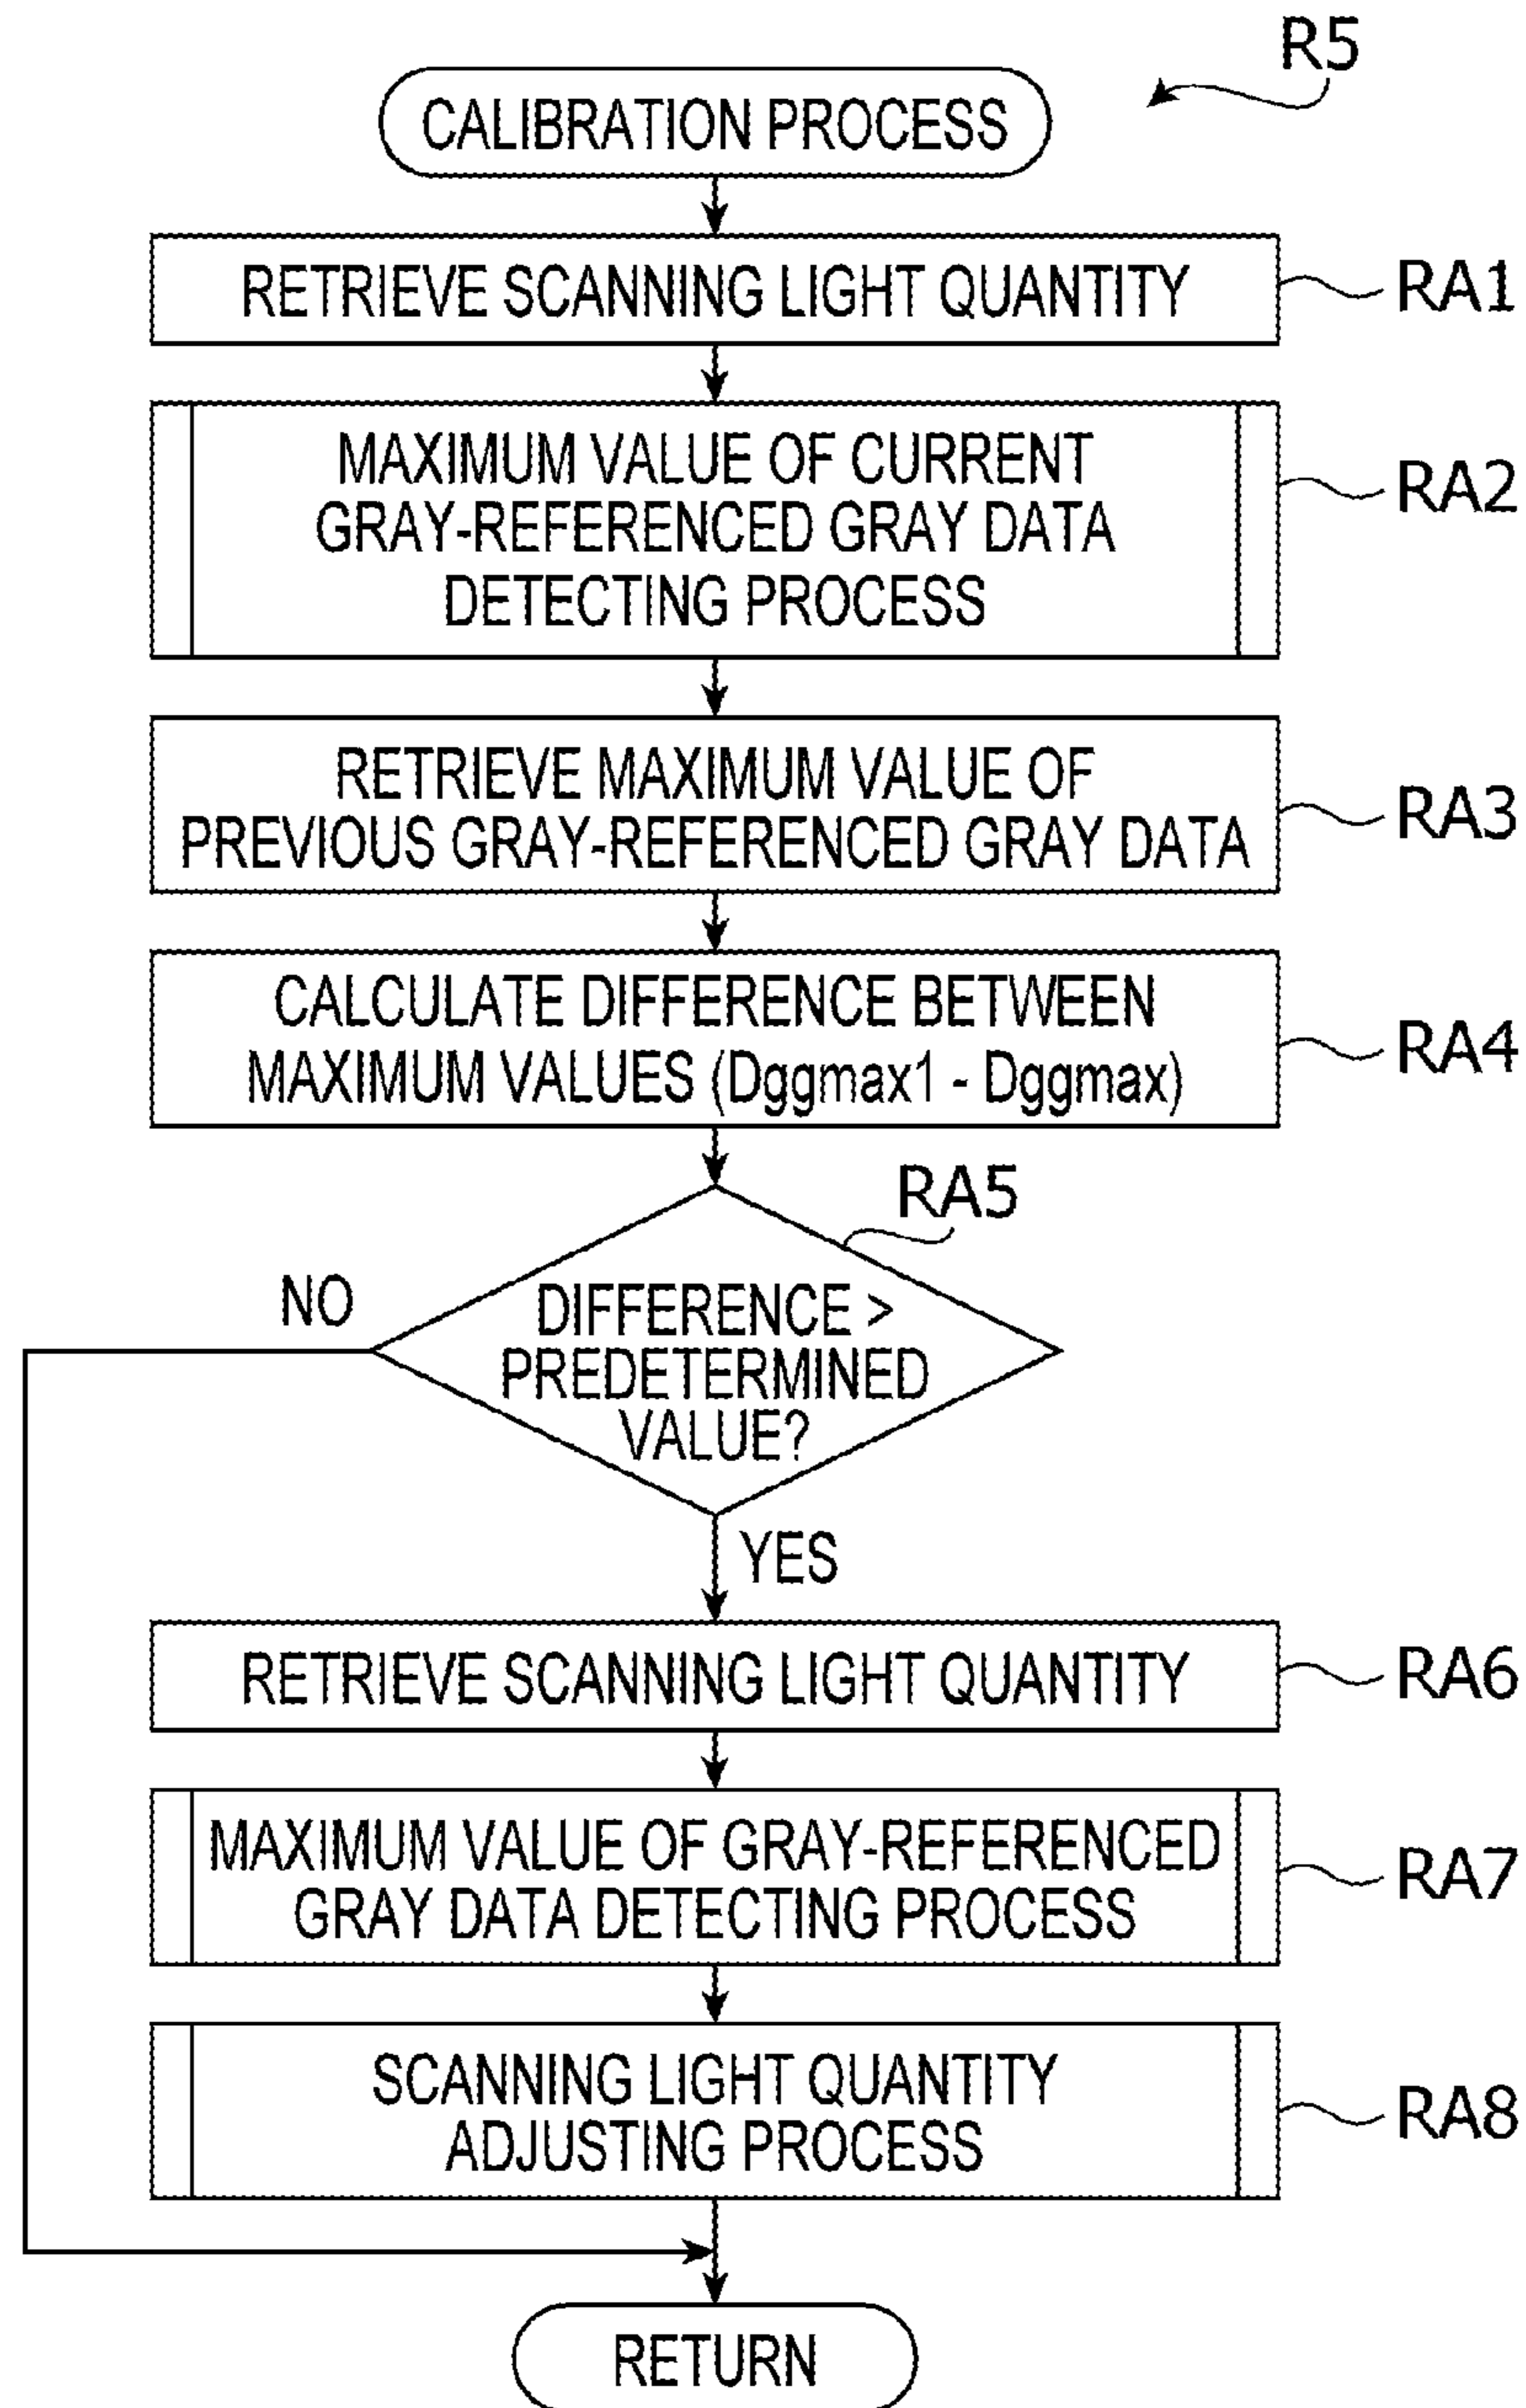 R5
CALIBRATION PROCESS
RETRIEVE SCANNING LIGHT QUANTITY
RA1
MAXIMUM VALUE OF CURRENT
GRAY-REFERENCED GRAY DATA
DETECTING PROCESS
RA2
RETRIEVE MAXIMUM VALUE OF
PREVIOUS GRAY-REFERENCED GRAY DATA
RA3
CALCULATE DIFFERENCE BETWEEN
MAXIMUM VALUES (Dggmax1 - Dggmax)
RA4
RA5
NO
DIFFERENCE >
PREDETERMINED
VALUE?
YES
RETRIEVE SCANNING LIGHT QUANTITY
RA6
MAXIMUM VALUE OF GRAY-REFERENCED
GRAY DATA DETECTING PROCESS
RA7
SCANNING LIGHT QUANTITY
ADJUSTING PROCESS
RA8
RETURN